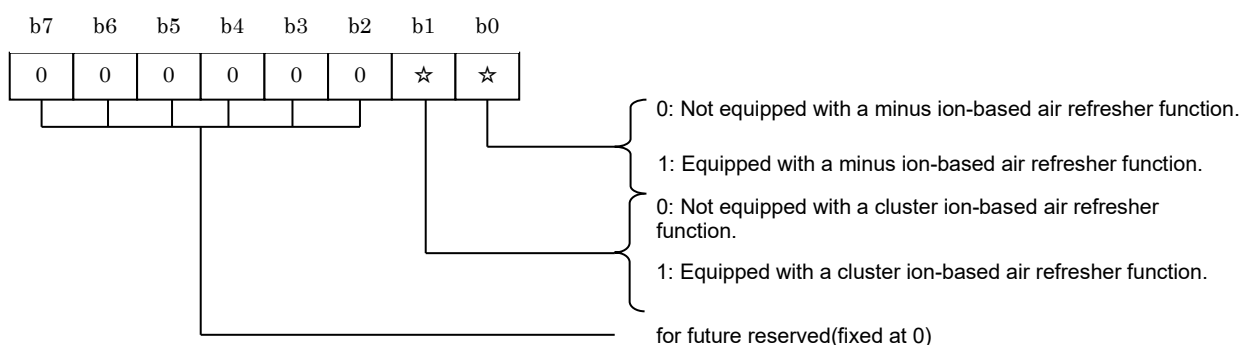 b7 b6 b5 b4 b3 b2 b1 b0
0 0 0 0 0 0 ☆ ☆
0: Not equipped with a minus ion-based air refresher function.
1: Equipped with a minus ion-based air refresher function.
0: Not equipped with a cluster ion-based air refresher
function.
1: Equipped with a cluster ion-based air refresher function.
for future reserved(fixed at 0)